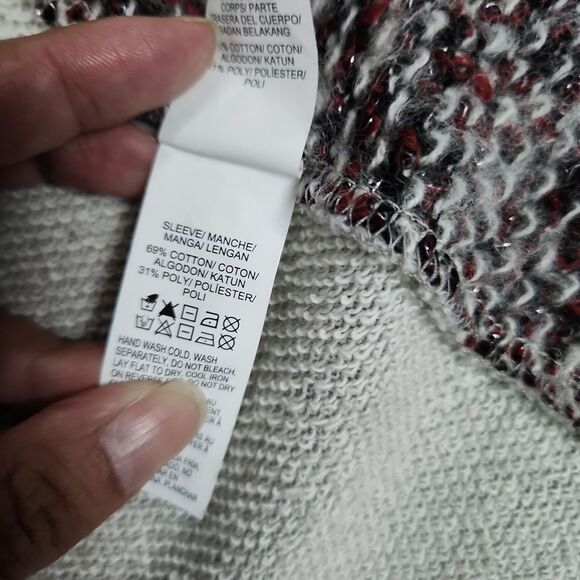 CORPS/ PARTE
TRASERA DEL CUERPO/
BADAN BELAKANG
% COTTON/ COTON/
ALGODON/ KATUN
% POLY/ POLÍESTER/
POLI
SLEEVE/ MANCHE/
MANGA/ LENGAN
69% COTTON/ COTON/
ALGODON/ KATUN
31% POLY/ POLÍESTER/
POLI
HAND WASH COLD, WASH
SEPARATELY. DO NOT BLEACH.
LAY FLAT TO DRY. COOL IRON
ON REVERSE DO NOT DRY